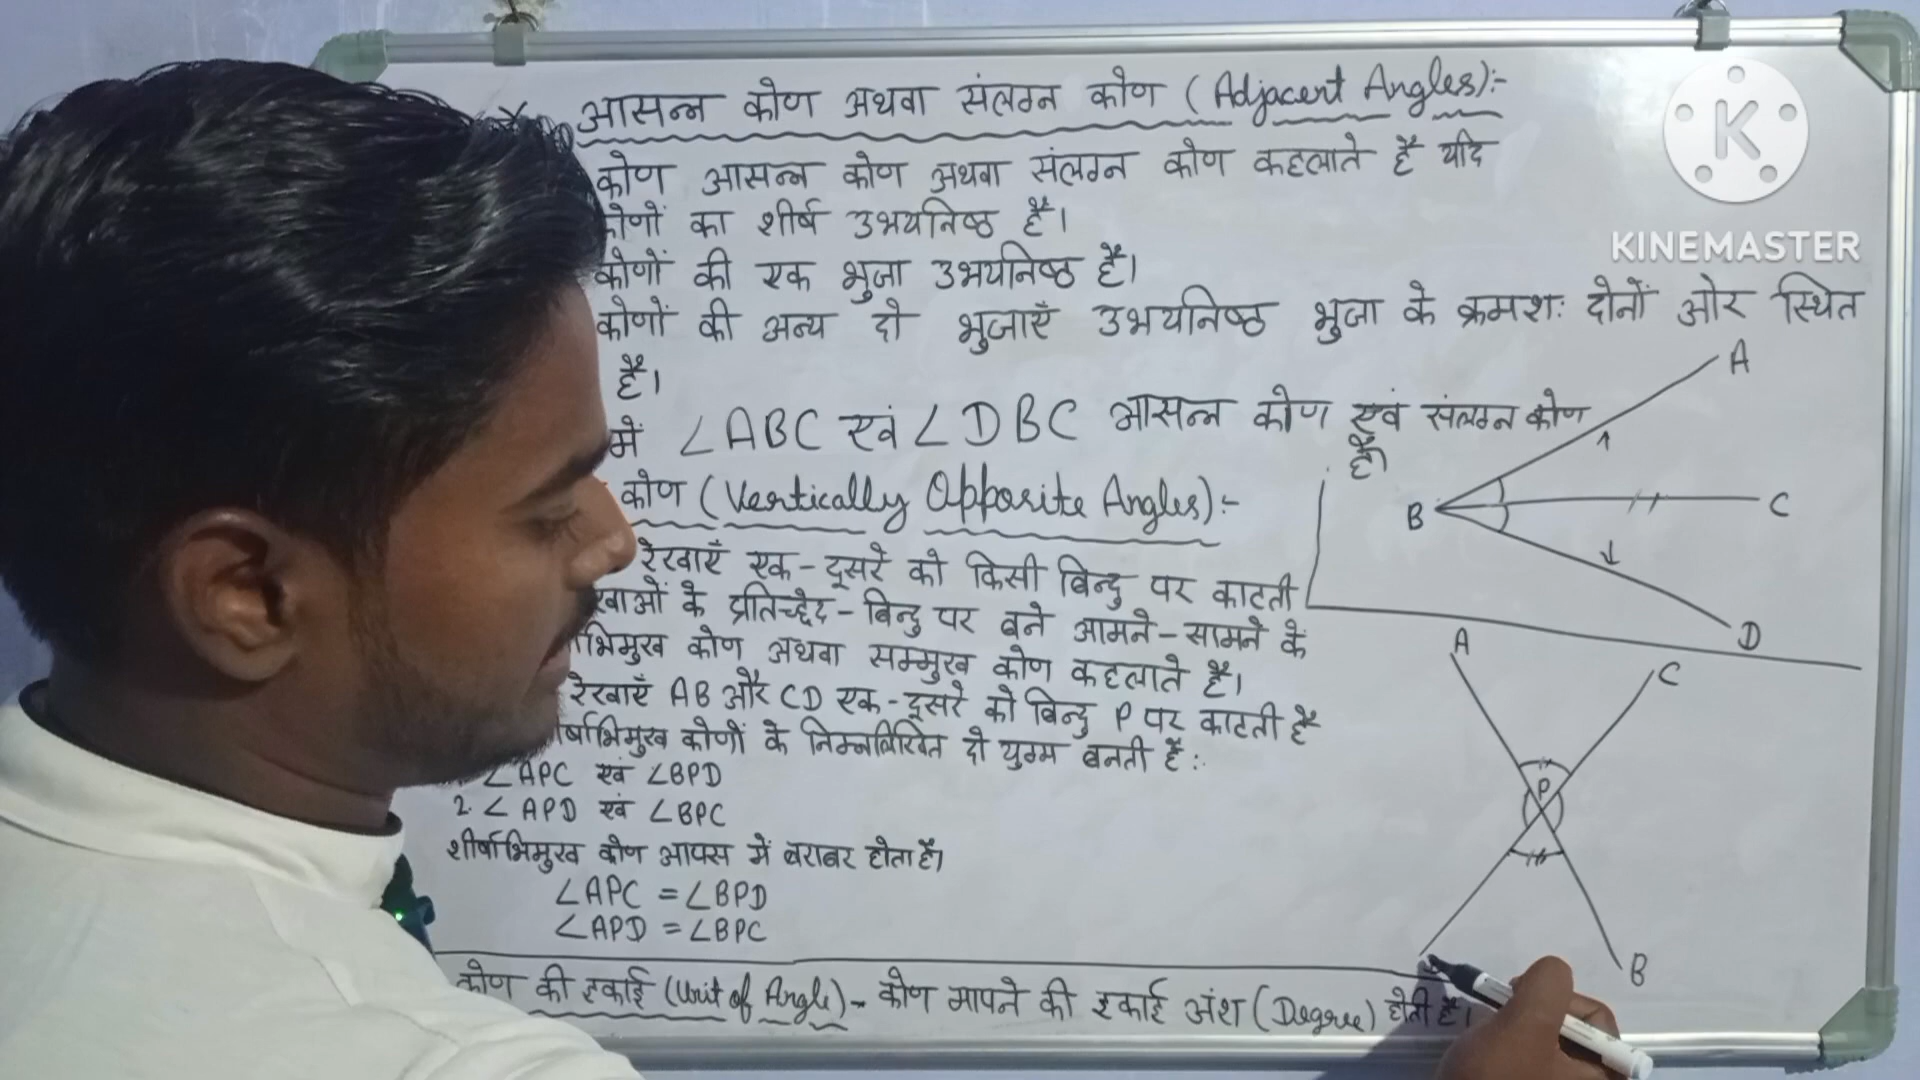 आसन्न कोण अथवा संलग्न कोण (Adjacent Angles):-
कोण आसन्न कोण अथवा संलग्न कोण कहलाते हैं यदि
कोणों का शीर्ष उभयनिष्ठ है।
कोणों की एक भुजा उभयनिष्ठ है।
कोणों की अन्य दो भुजाएँ उभयनिष्ठ भुजा के क्रमशः दोनों ओर स्थित
हैं।
में ∠ABC एवं ∠DBC आसन्न कोण एवं संलग्न कोण
हैं।
A
B
C
D
कोण (Vertically Opposite Angles):-
रेखाएँ एक-दूसरे को किसी बिन्दु पर काटती
के प्रतिच्छेद-बिन्दु पर बने आमने-सामने के
कोण अथवा सम्मुख कोण कहलाते हैं।
रेखाएँ AB और CD एक-दूसरे को बिन्दु P पर काटती हैं
कोणों के निम्नलिखित दो युग्म बनती हैं:
∠APC एवं ∠BPD
2. ∠APD एवं ∠BPC
शीर्षाभिमुख कोण आपस में बराबर होता है।
∠APC = ∠BPD
∠APD = ∠BPC
A
C
P
B
कोण की इकाई (Unit of Angle)- कोण मापने की इकाई अंश (Degree) होती है।
K
KINEMASTER